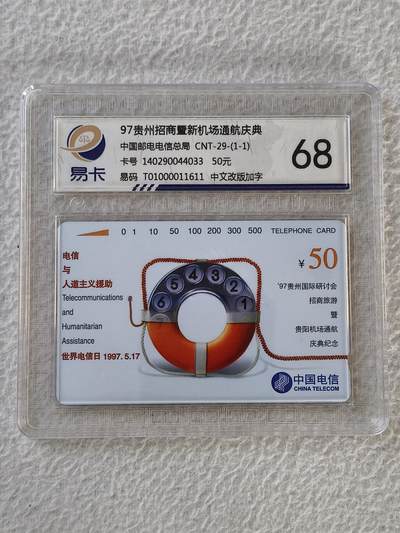 97贵州招商暨新机场通航庆典
中国邮电电信总局 CNT-29-(1-1)
卡号 140290044033 50元
易码 T01000011611 中文改版加字
68
易卡
0 1 10 50 100 200 300 500 TELEPHONE CARD
¥ 50
电信
与
人道主义援助
Telecommunications
and
Humanitarian
Assistance
世界电信日 1997.5.17
6 5 4 3 2 1
'97贵州国际研讨会
招商旅游
暨
贵阳机场通航
庆典纪念
中国电信
CHINA TELECOM